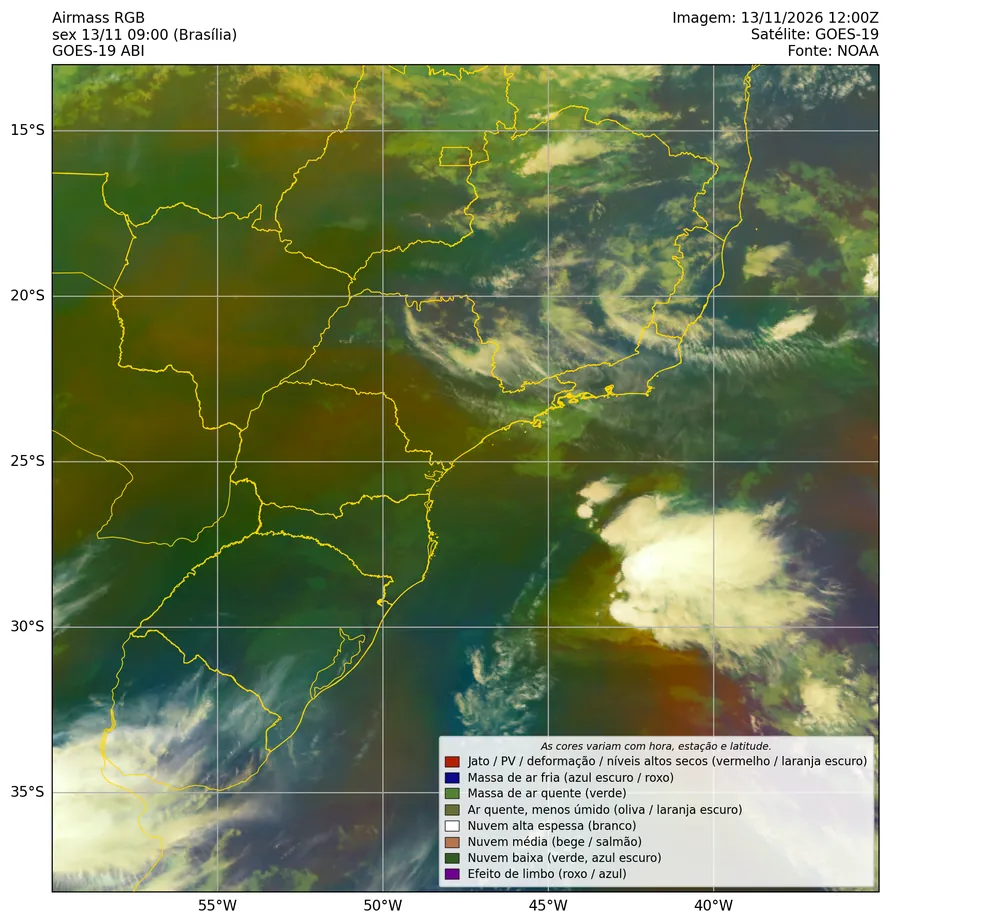 Airmass RGB
sex 13/11 09:00 (Brasília)
GOES-19 ABI
Imagem: 13/11/2026 12:00Z
Satélite: GOES-19
Fonte: NOAA
15°S
20°S
25°S
30°S
35°S
As cores variam com hora, estação e latitude.
Jato / PV / deformação / níveis altos secos (vermelho / laranja escuro)
Massa de ar fria (azul escuro / roxo)
Massa de ar quente (verde)
Ar quente, menos úmido (oliva / laranja escuro)
Nuvem alta espessa (branco)
Nuvem média (bege / salmão)
Nuvem baixa (verde, azul escuro)
Efeito de limbo (roxo / azul)
55°W 50°W 45°W 40°W